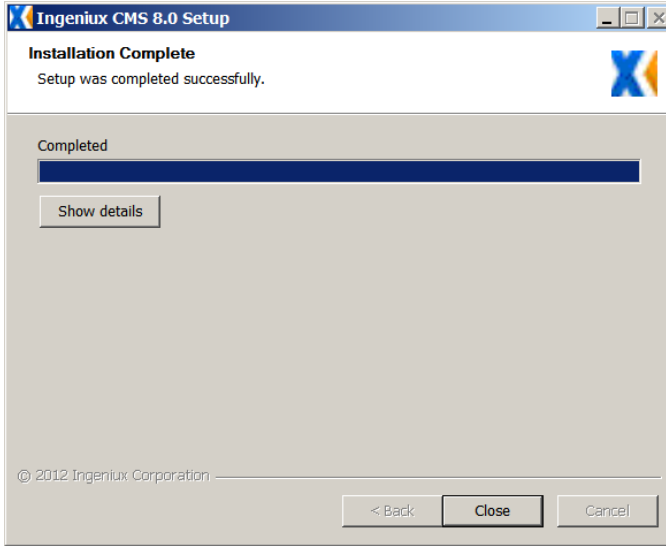 Ingeniux CMS 8.0 Setup
Installation Complete
Setup was completed successfully.
Completed
Show details
© 2012 Ingeniux Corporation
< Back
Close
Cancel